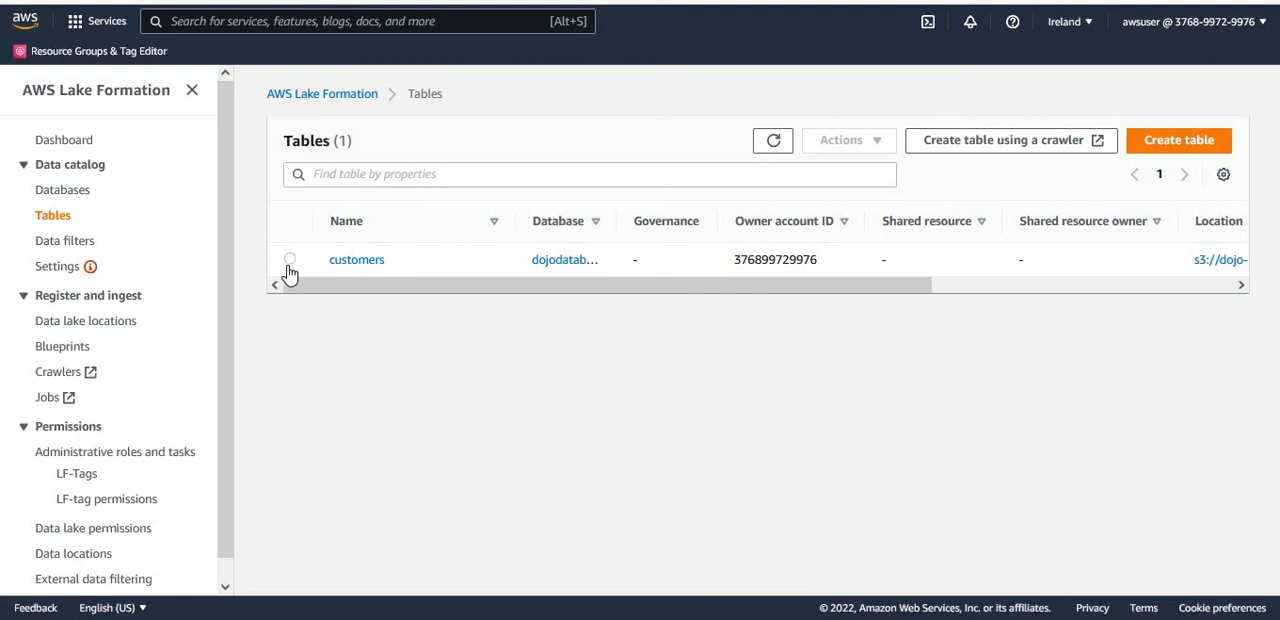 aws Services Search for services, features, blogs, docs, and more [Alt+S] Ireland ▼ awsuser @ 3768-9972-9976 ▼
Resource Groups & Tag Editor
AWS Lake Formation
Dashboard
Data catalog
Databases
Tables
Data filters
Settings
Register and ingest
Data lake locations
Blueprints
Crawlers
Jobs
Permissions
Administrative roles and tasks
LF-Tags
LF-tag permissions
Data lake permissions
Data locations
External data filtering
AWS Lake Formation > Tables
Tables (1) Actions ▼ Create table using a crawler Create table
Find table by properties < 1 >
Name Database Governance Owner account ID Shared resource Shared resource owner Location
customers dojodatab... - 376899729976 - - s3://dojo-
Feedback English (US) ▼ © 2022, Amazon Web Services, Inc. or its affiliates. Privacy Terms Cookie preferences